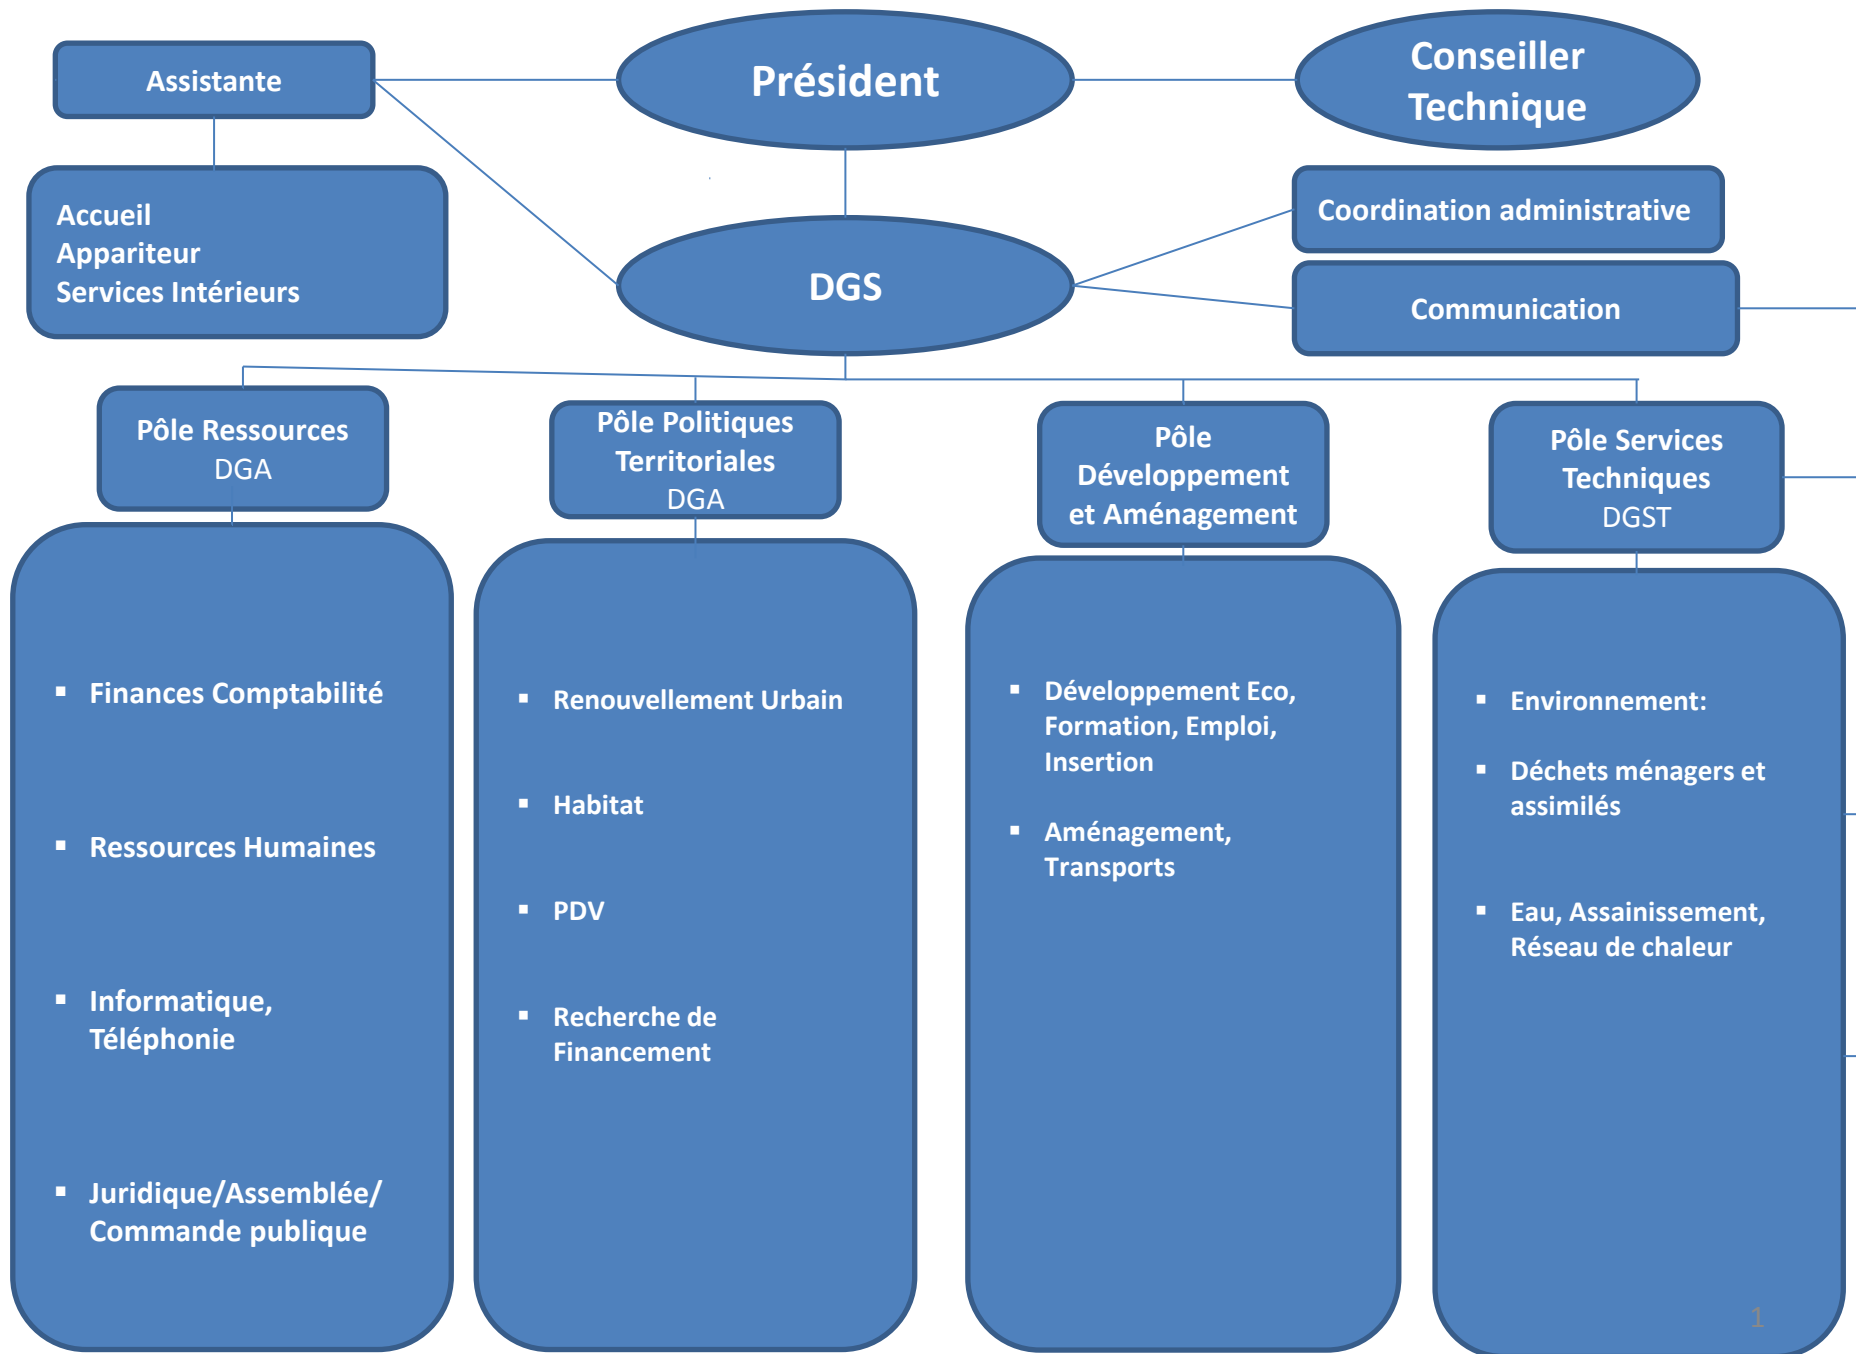 Assistante
Président
Conseiller
Technique
Accueil
Appariteur
Services Intérieurs
DGS
Coordination administrative
Communication
Pôle Ressources
DGA
Pôle Politiques
Territoriales
DGA
Pôle
Développement
et Aménagement
Pôle Services
Techniques
DGST
▪ Finances Comptabilité
▪ Ressources Humaines
▪ Informatique,
Téléphonie
▪ Juridique/Assemblée/
Commande publique
▪ Renouvellement Urbain
▪ Habitat
▪ PDV
▪ Recherche de
Financement
▪ Développement Eco,
Formation, Emploi,
Insertion
▪ Aménagement,
Transports
▪ Environnement:
▪ Déchets ménagers et
assimilés
▪ Eau, Assainissement,
Réseau de chaleur
1